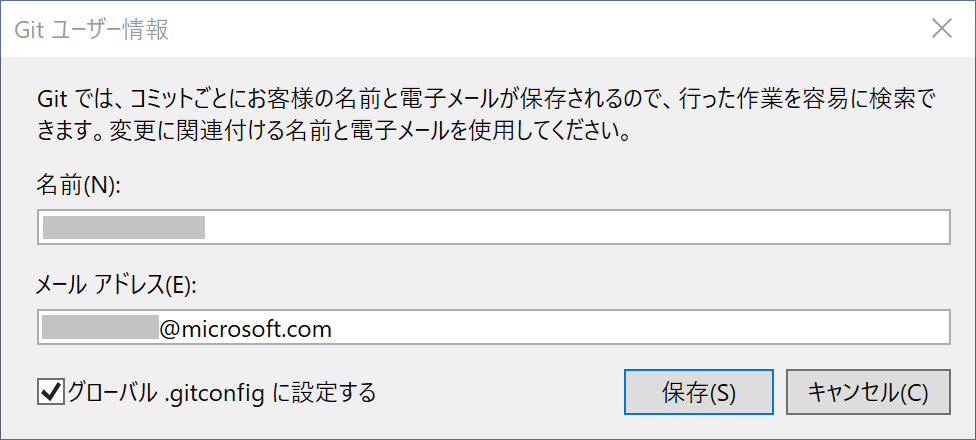 Git ユーザー情報
Git では、コミットごとにお客様の名前と電子メールが保存されるので、行った作業を容易に検索で
きます。変更に関連付ける名前と電子メールを使用してください。
名前(N):
メール アドレス(E):
@microsoft.com
グローバル .gitconfig に設定する
保存(S)
キャンセル(C)